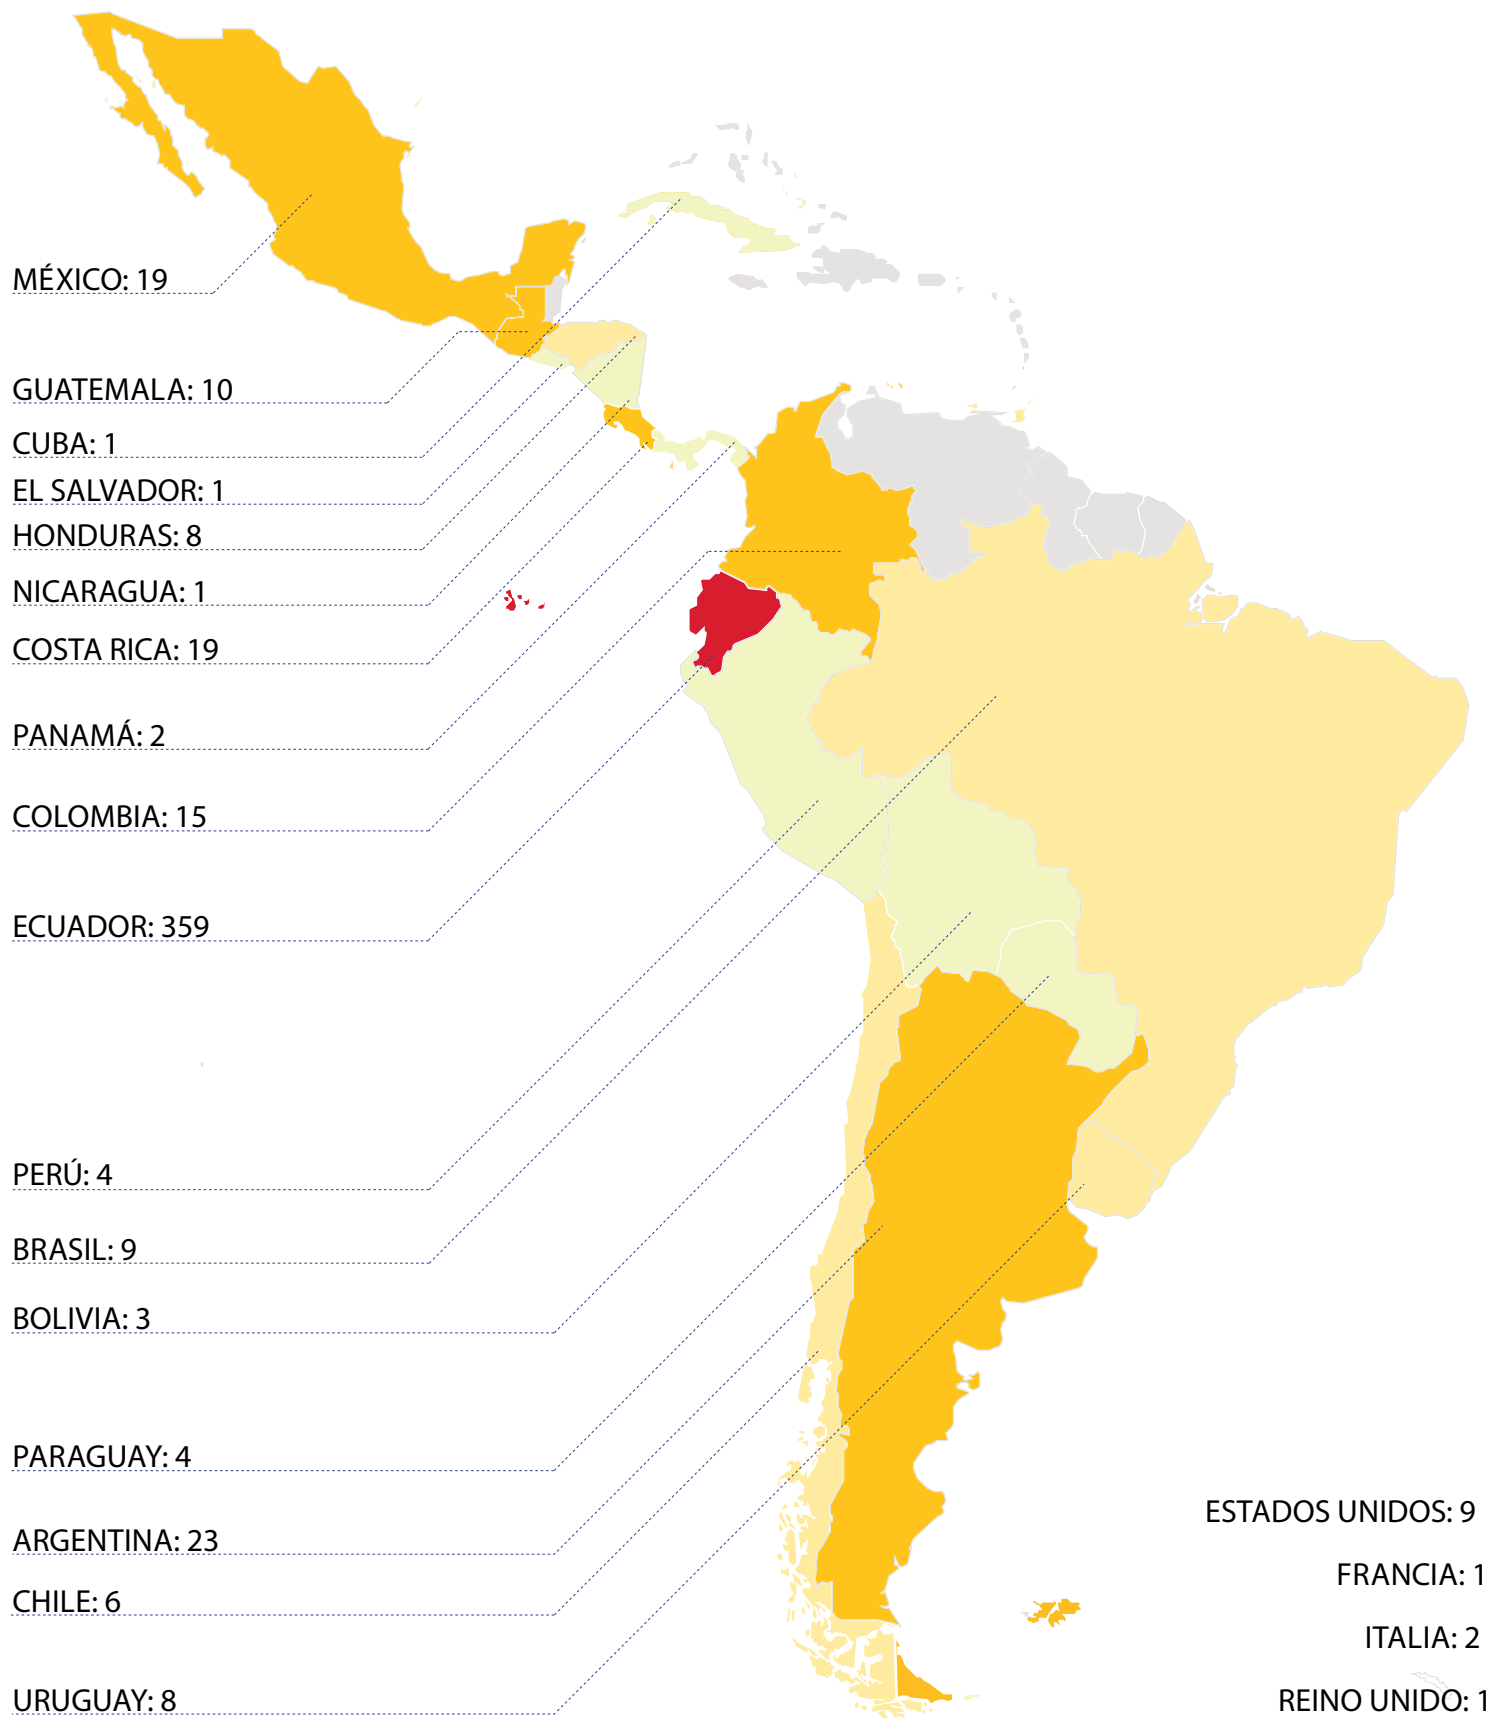 MÉXICO: 19
GUATEMALA: 10
CUBA: 1
EL SALVADOR: 1
HONDURAS: 8
NICARAGUA: 1
COSTA RICA: 19
PANAMÁ: 2
COLOMBIA: 15
ECUADOR: 359
PERÚ: 4
BRASIL: 9
BOLIVIA: 3
PARAGUAY: 4
ARGENTINA: 23
CHILE: 6
URUGUAY: 8
ESTADOS UNIDOS: 9
FRANCIA: 1
ITALIA: 2
REINO UNIDO: 1